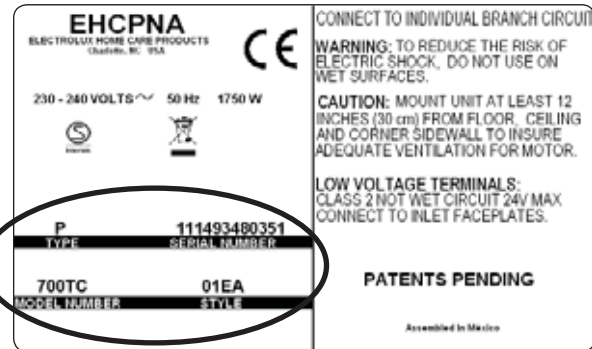 EHCPNA
ELECTROLUX HOME CARE PRODUCTS
Charlotte, NC USA
CE
230 - 240 VOLTS~ 50 Hz 1750 W
P
TYPE
111493480351
SERIAL NUMBER
700TC
MODEL NUMBER
01EA
STYLE
CONNECT TO INDIVIDUAL BRANCH CIRCUIT
WARNING: TO REDUCE THE RISK OF
ELECTRIC SHOCK, DO NOT USE ON
WET SURFACES.
CAUTION: MOUNT UNIT AT LEAST 12
INCHES (30 cm) FROM FLOOR, CEILING
AND CORNER SIDEWALL TO INSURE
ADEQUATE VENTILATION FOR MOTOR.
LOW VOLTAGE TERMINALS:
CLASS 2 NOT WET CIRCUIT 24V MAX
CONNECT TO INLET FACEPLATES.
PATENTS PENDING
Assembled in México